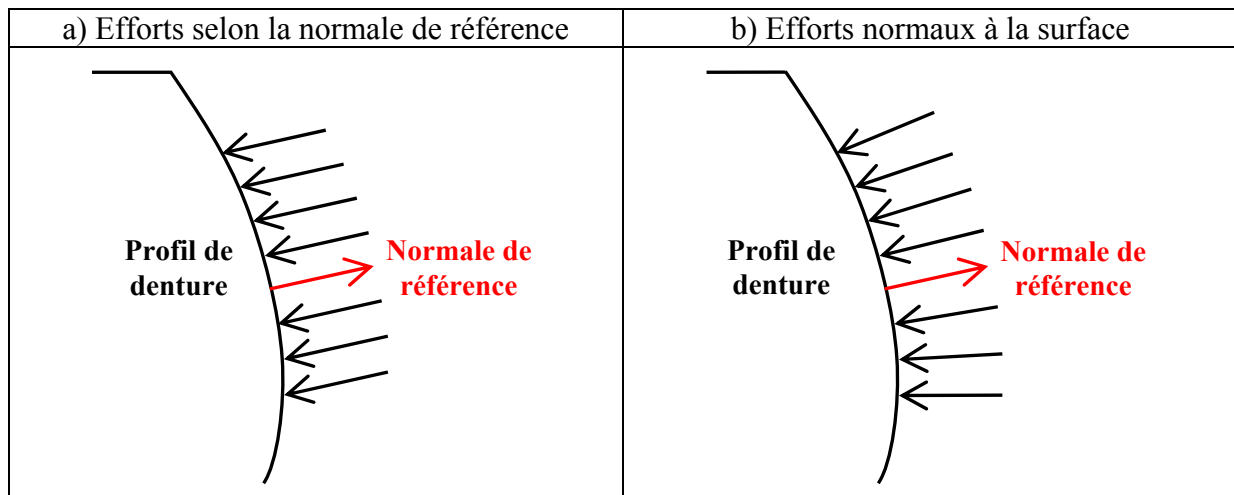 a) Efforts selon la normale de référence
b) Efforts normaux à la surface
Profil de
denture
Normale de
référence
Profil de
denture
Normale de
référence